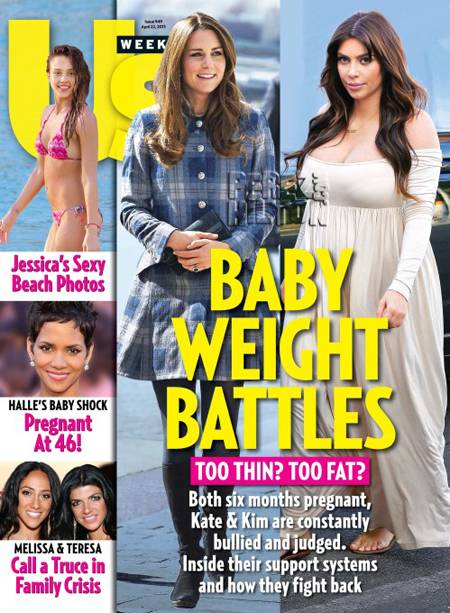 Us
WEEKLY
Issue 949
April 22, 2013
PEREZ
HILTON
Jessica's Sexy
Beach Photos
HALLE'S BABY SHOCK
Pregnant
At 46!
MELISSA & TERESA
Call a Truce in
Family Crisis
BABY
WEIGHT
BATTLES
TOO THIN? TOO FAT?
Both six months pregnant,
Kate & Kim are constantly
bullied and judged.
Inside their support systems
and how they fight back